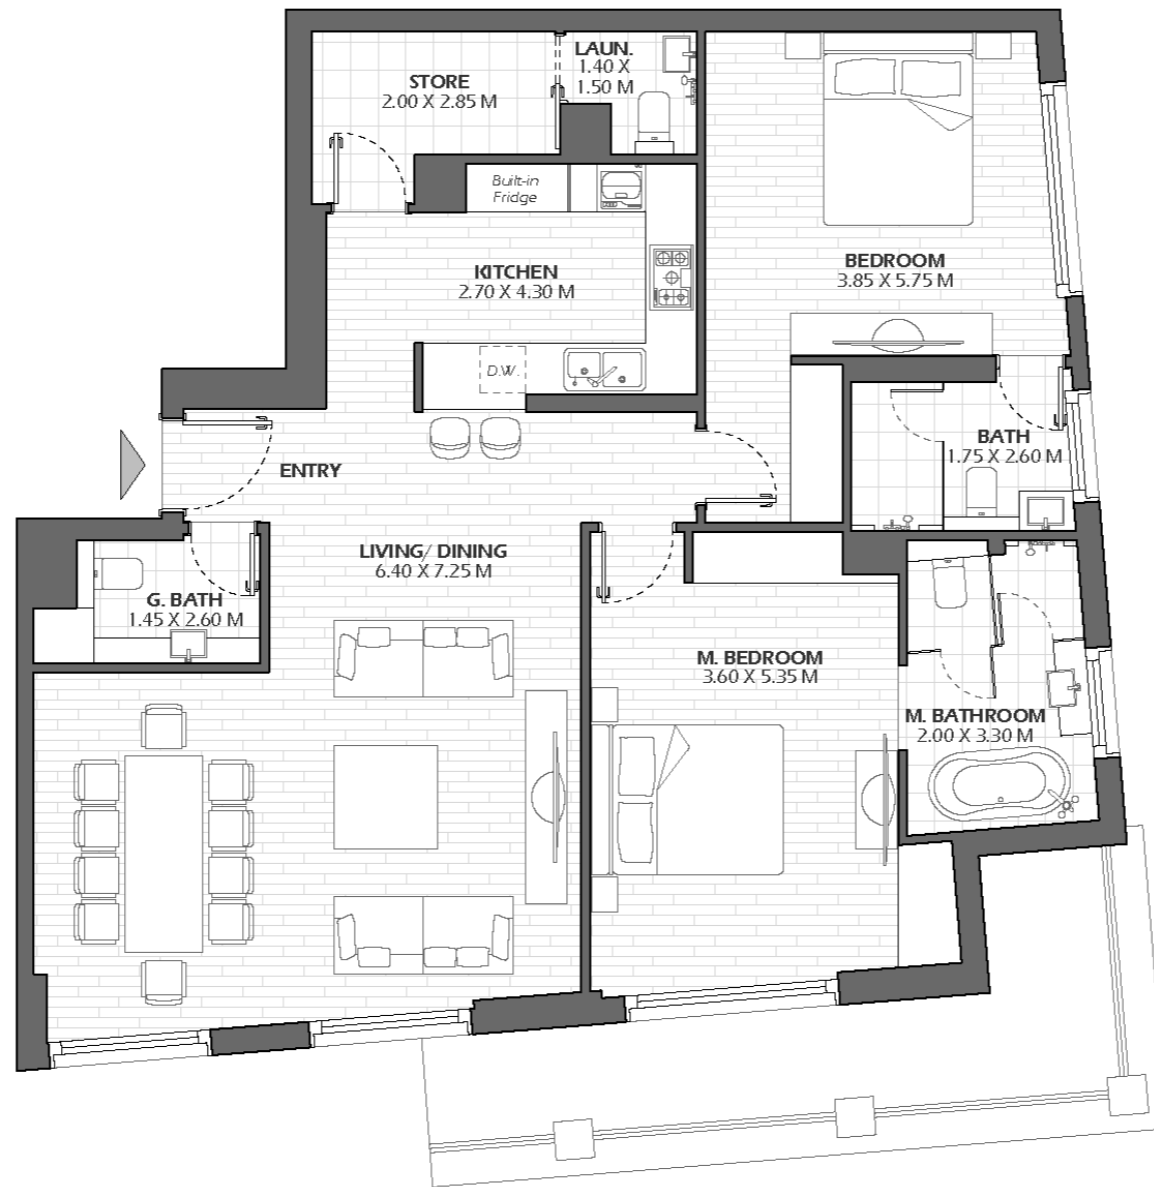 STORE
2.00 X 2.85 M
LAUN.
1.40 X
1.50 M
Built-in
Fridge
KITCHEN
2.70 X 4.30 M
BEDROOM
3.85 X 5.75 M
D.W.
BATH
1.75 X 2.60 M
ENTRY
LIVING/ DINING
6.40 X 7.25 M
G. BATH
1.45 X 2.60 M
M. BEDROOM
3.60 X 5.35 M
M. BATHROOM
2.00 X 3.30 M